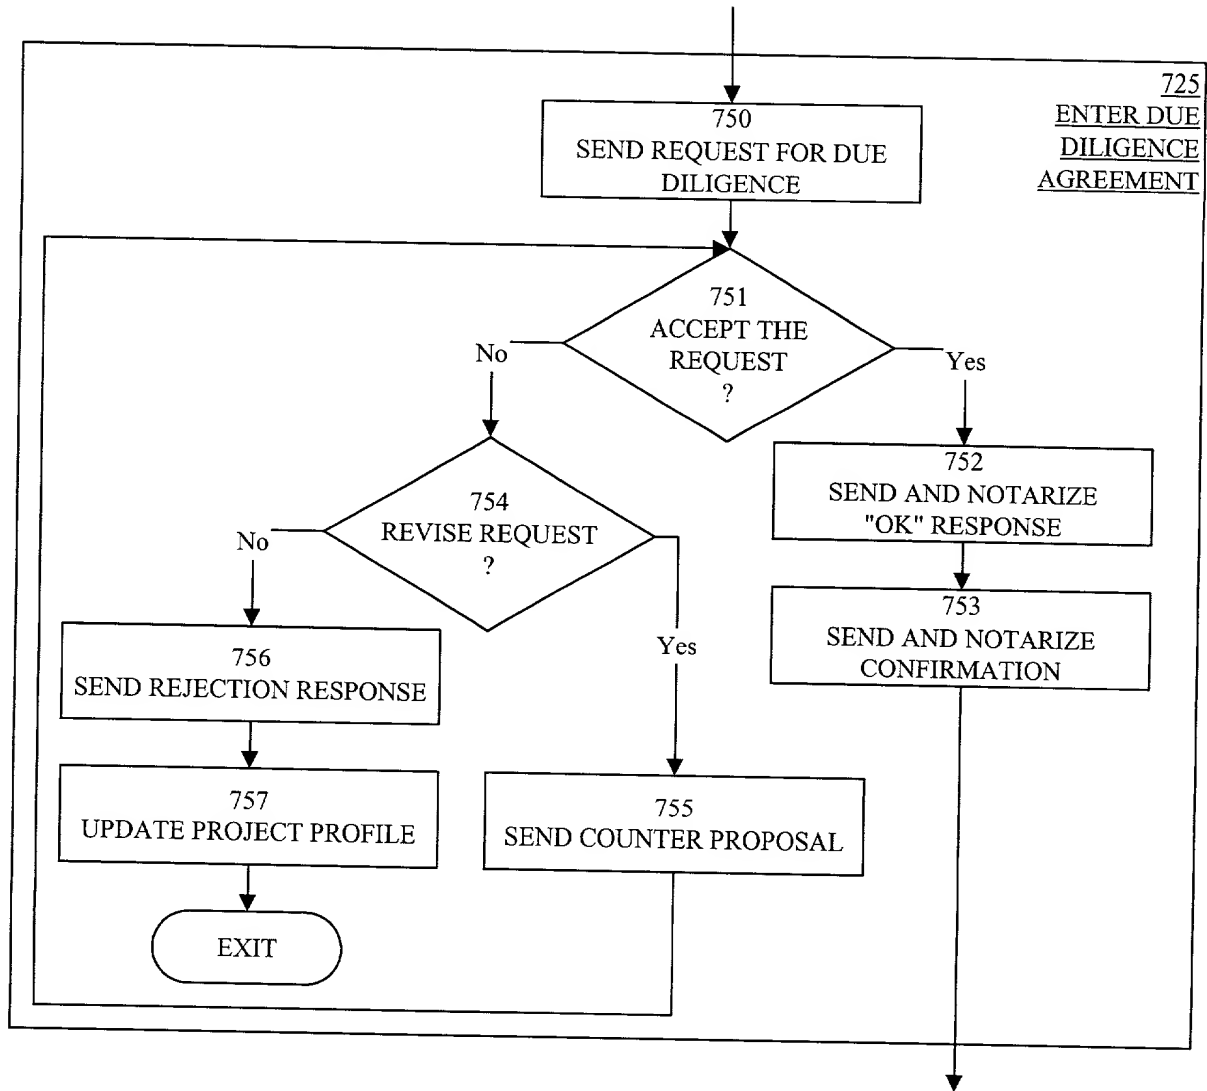 725
ENTER DUE
DILIGENCE
AGREEMENT
750
SEND REQUEST FOR DUE
DILIGENCE
751
ACCEPT THE
REQUEST
?
No
Yes
752
SEND AND NOTARIZE
"OK" RESPONSE
754
REVISE REQUEST
?
No
Yes
753
SEND AND NOTARIZE
CONFIRMATION
756
SEND REJECTION RESPONSE
757
UPDATE PROJECT PROFILE
755
SEND COUNTER PROPOSAL
EXIT